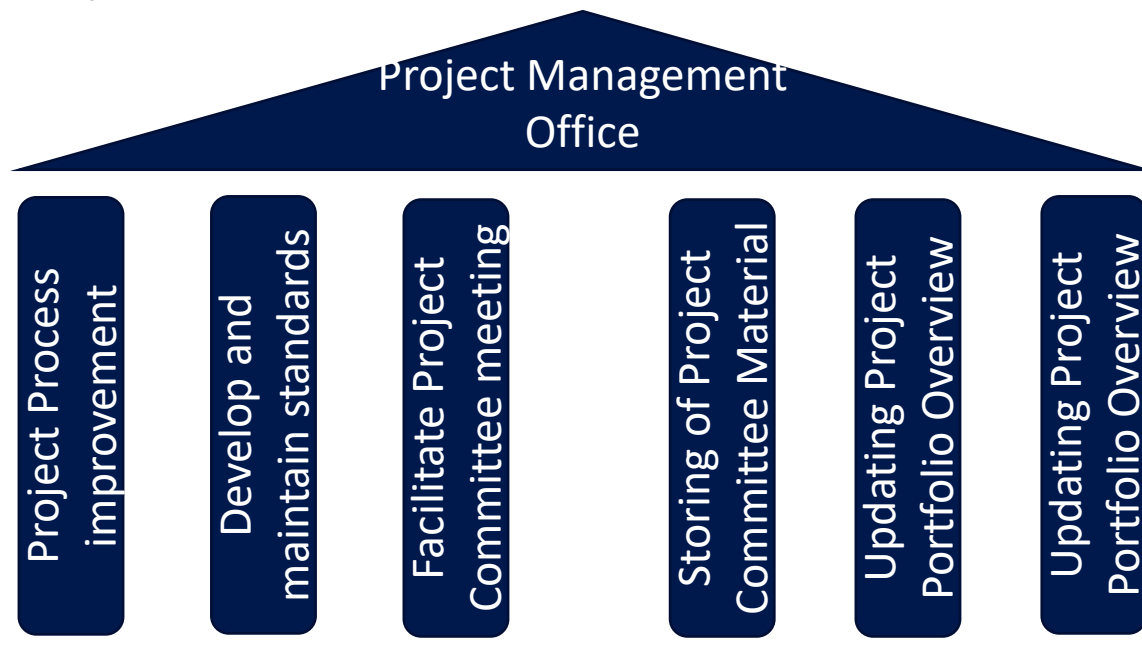 Project Management
Office
Project Process
improvement
Develop and
maintain standards
Facilitate Project
Committee meeting
Storing of Project
Committee Material
Updating Project
Portfolio Overview
Updating Project
Portfolio Overview